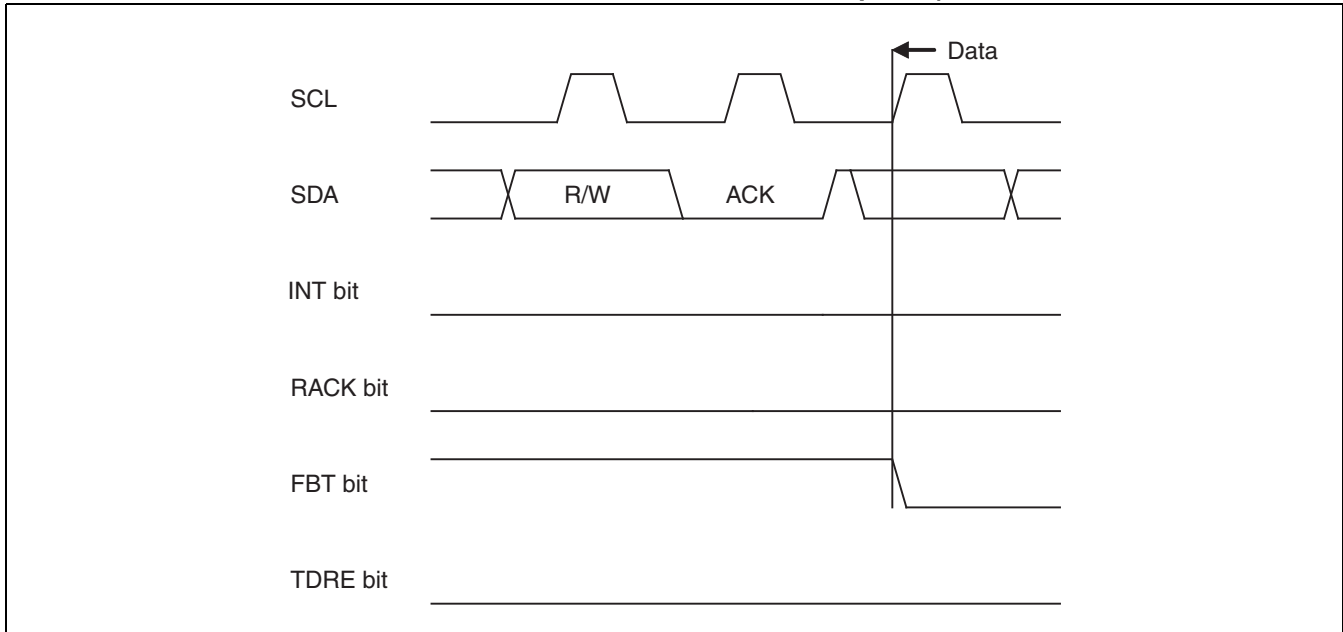 Data
SCL
SDA R/W ACK
INT bit
RACK bit
FBT bit
TDRE bit